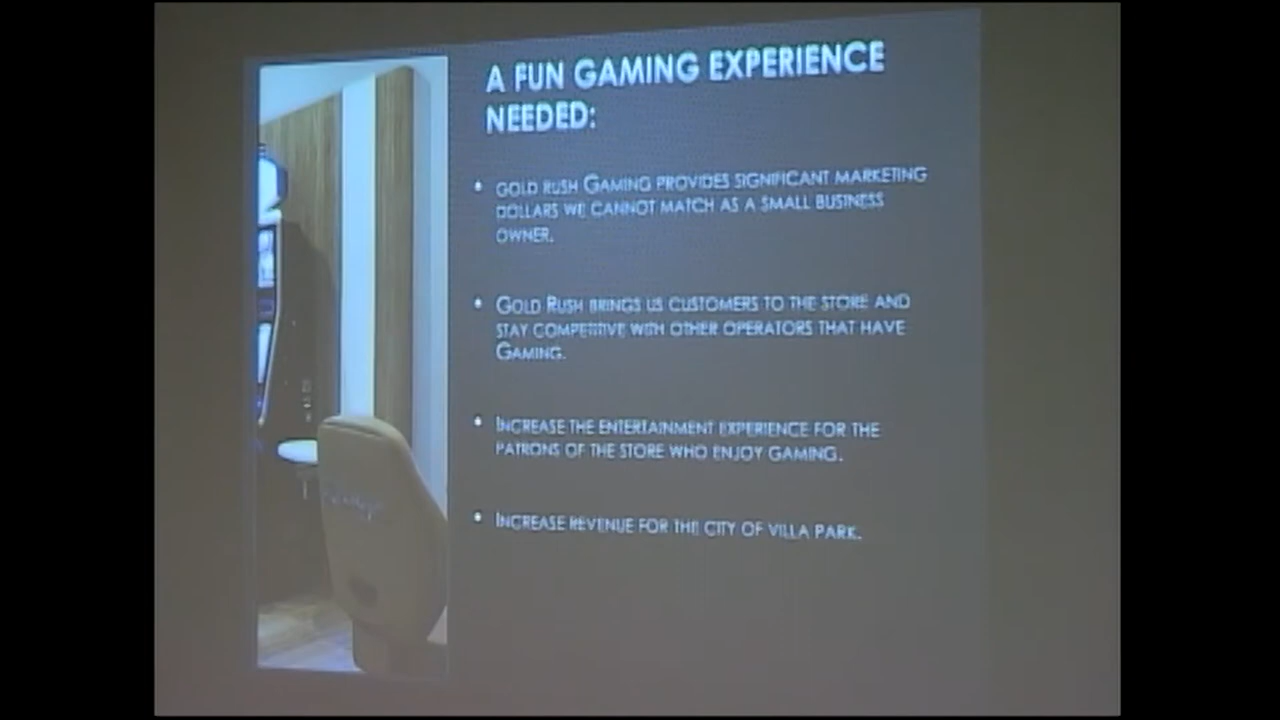 A FUN GAMING EXPERIENCE
NEEDED:
• GOLD RUSH GAMING PROVIDES SIGNIFICANT MARKETING
DOLLARS WE CANNOT MATCH AS A SMALL BUSINESS
OWNER.
• GOLD RUSH BRINGS US CUSTOMERS TO THE STORE AND
STAY COMPETITIVE WITH OTHER OPERATORS THAT HAVE
GAMING.
• INCREASE THE ENTERTAINMENT EXPERIENCE FOR THE
PATRONS OF THE STORE WHO ENJOY GAMING.
• INCREASE REVENUE FOR THE CITY OF VILLA PARK.